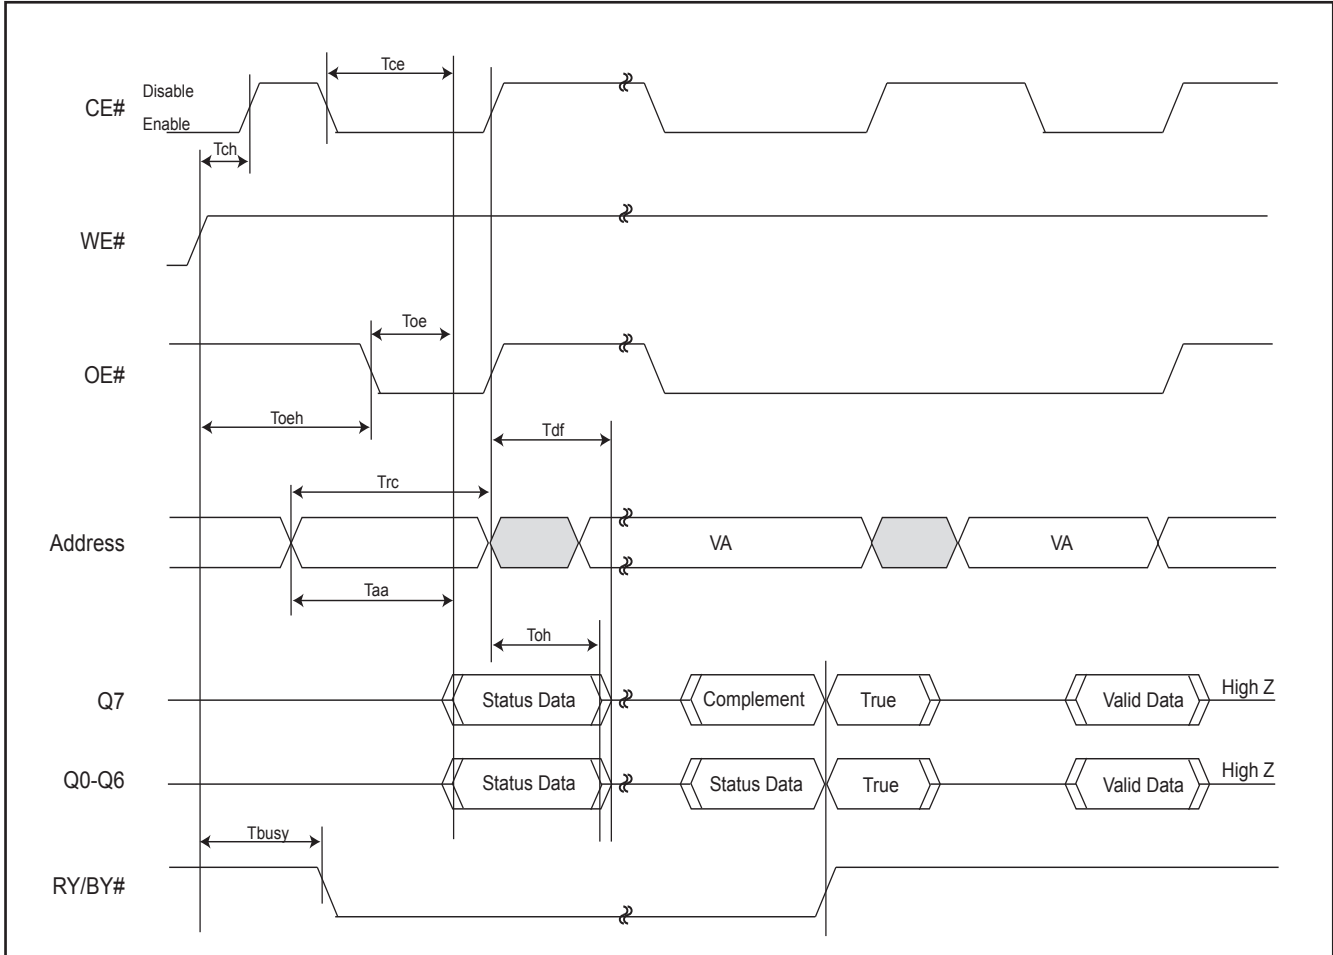 Tce
Disable
CE#
Enable
Tch
WE#
Toe
OE#
Toeh
Tdf
Trc
Address
VA
VA
Taa
Toh
Q7
Status Data
Complement
True
Valid Data
High Z
Q0-Q6
Status Data
Status Data
True
Valid Data
High Z
Tbusy
RY/BY#